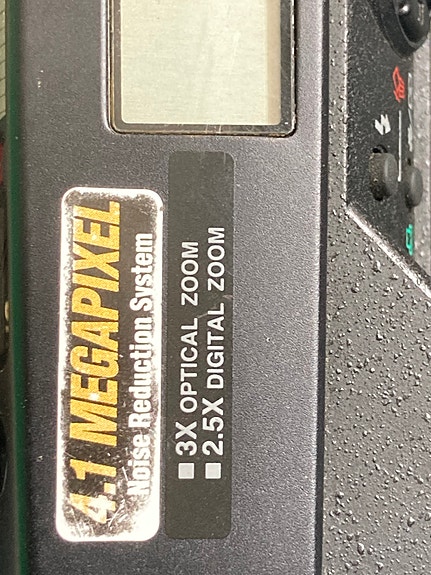 4.1 MEGAPIXEL
Noise Reduction System
3X OPTICAL ZOOM
2.5X DIGITAL ZOOM